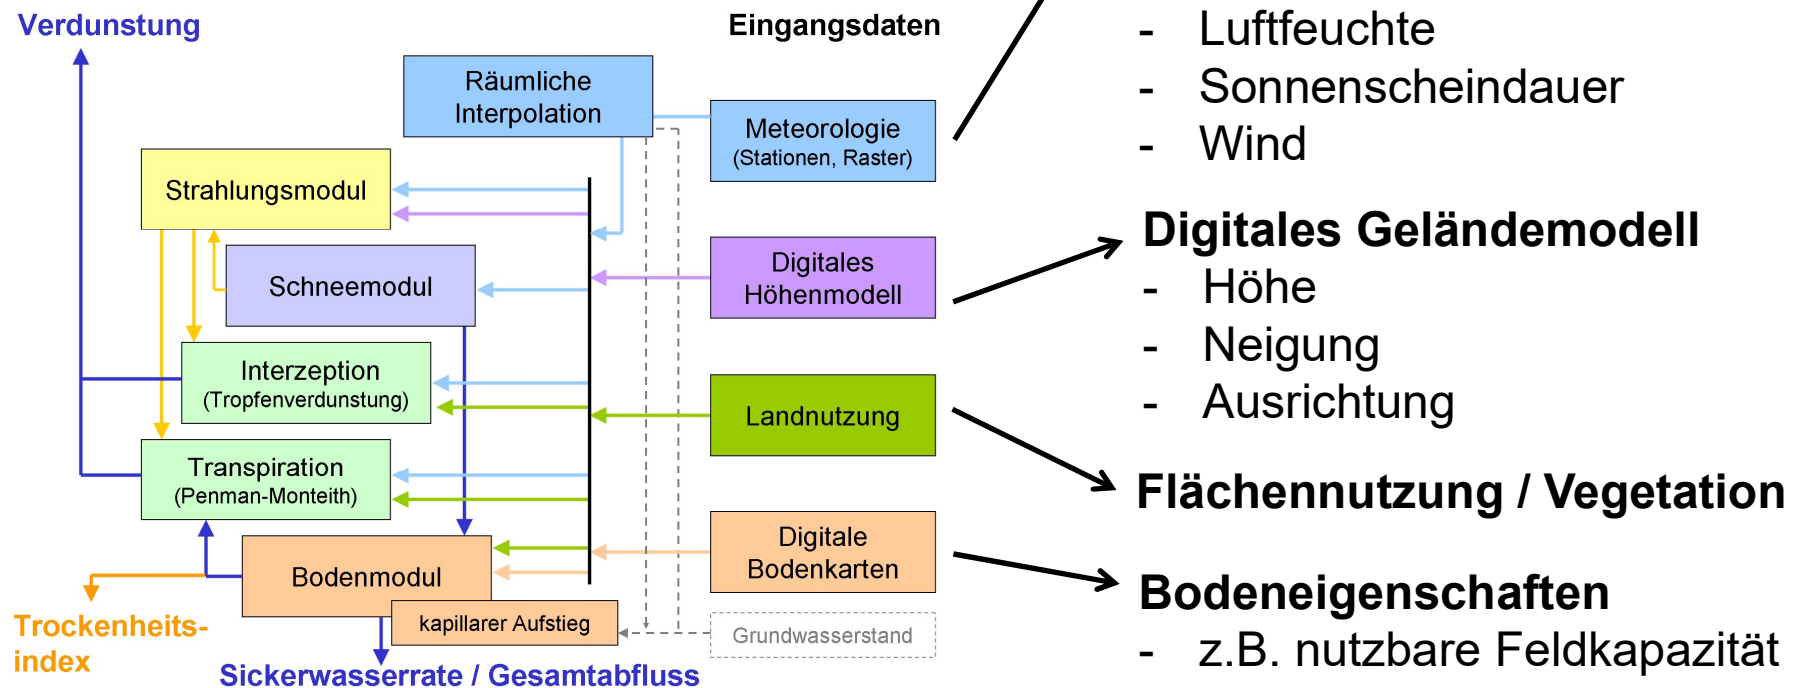 Verdunstung
Eingangsdaten
Räumliche
Interpolation
Meteorologie
(Stationen, Raster)
Strahlungsmodul
Schneemodul
Digitales
Höhenmodell
Interzeption
(Tropfenverdunstung)
Landnutzung
Transpiration
(Penman-Monteith)
Digitale
Bodenkarten
Bodenmodul
kapillarer Aufstieg
Grundwasserstand
Trockenheits-
index
Sickerwasserrate / Gesamtabfluss
- Luftfeuchte
- Sonnenscheindauer
- Wind
Digitales Geländemodell
- Höhe
- Neigung
- Ausrichtung
Flächennutzung / Vegetation
Bodeneigenschaften
- z.B. nutzbare Feldkapazität